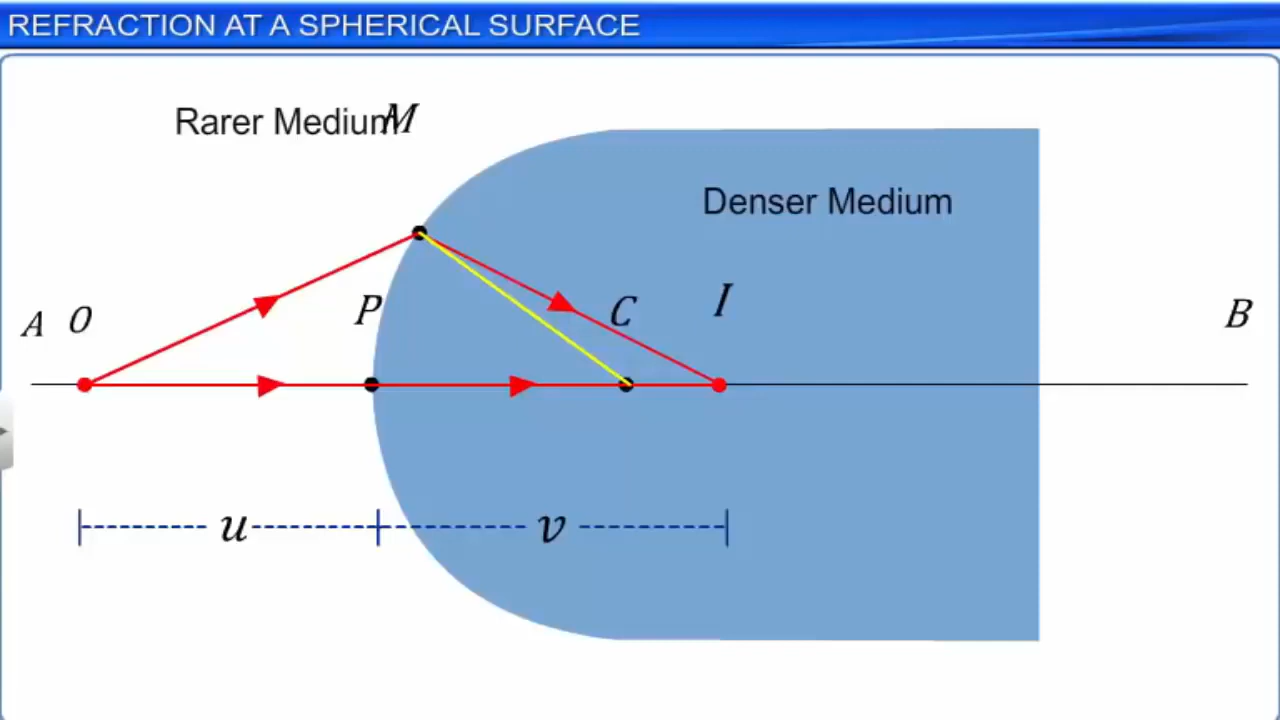 REFRACTION AT A SPHERICAL SURFACE
Rarer Medium M
Denser Medium
A O P C I B
u v